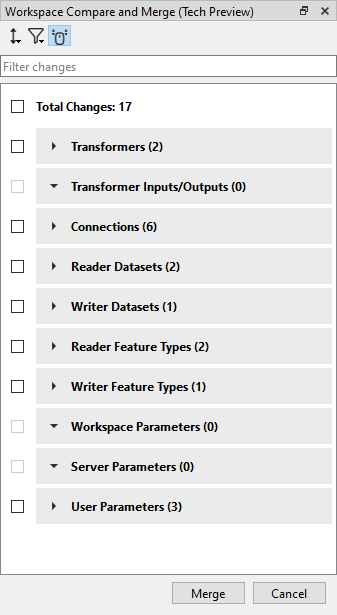 Workspace Compare and Merge (Tech Preview)
Filter changes
Total Changes: 17
Transformers (2)
Transformer Inputs/Outputs (0)
Connections (6)
Reader Datasets (2)
Writer Datasets (1)
Reader Feature Types (2)
Writer Feature Types (1)
Workspace Parameters (0)
Server Parameters (0)
User Parameters (3)
Merge Cancel